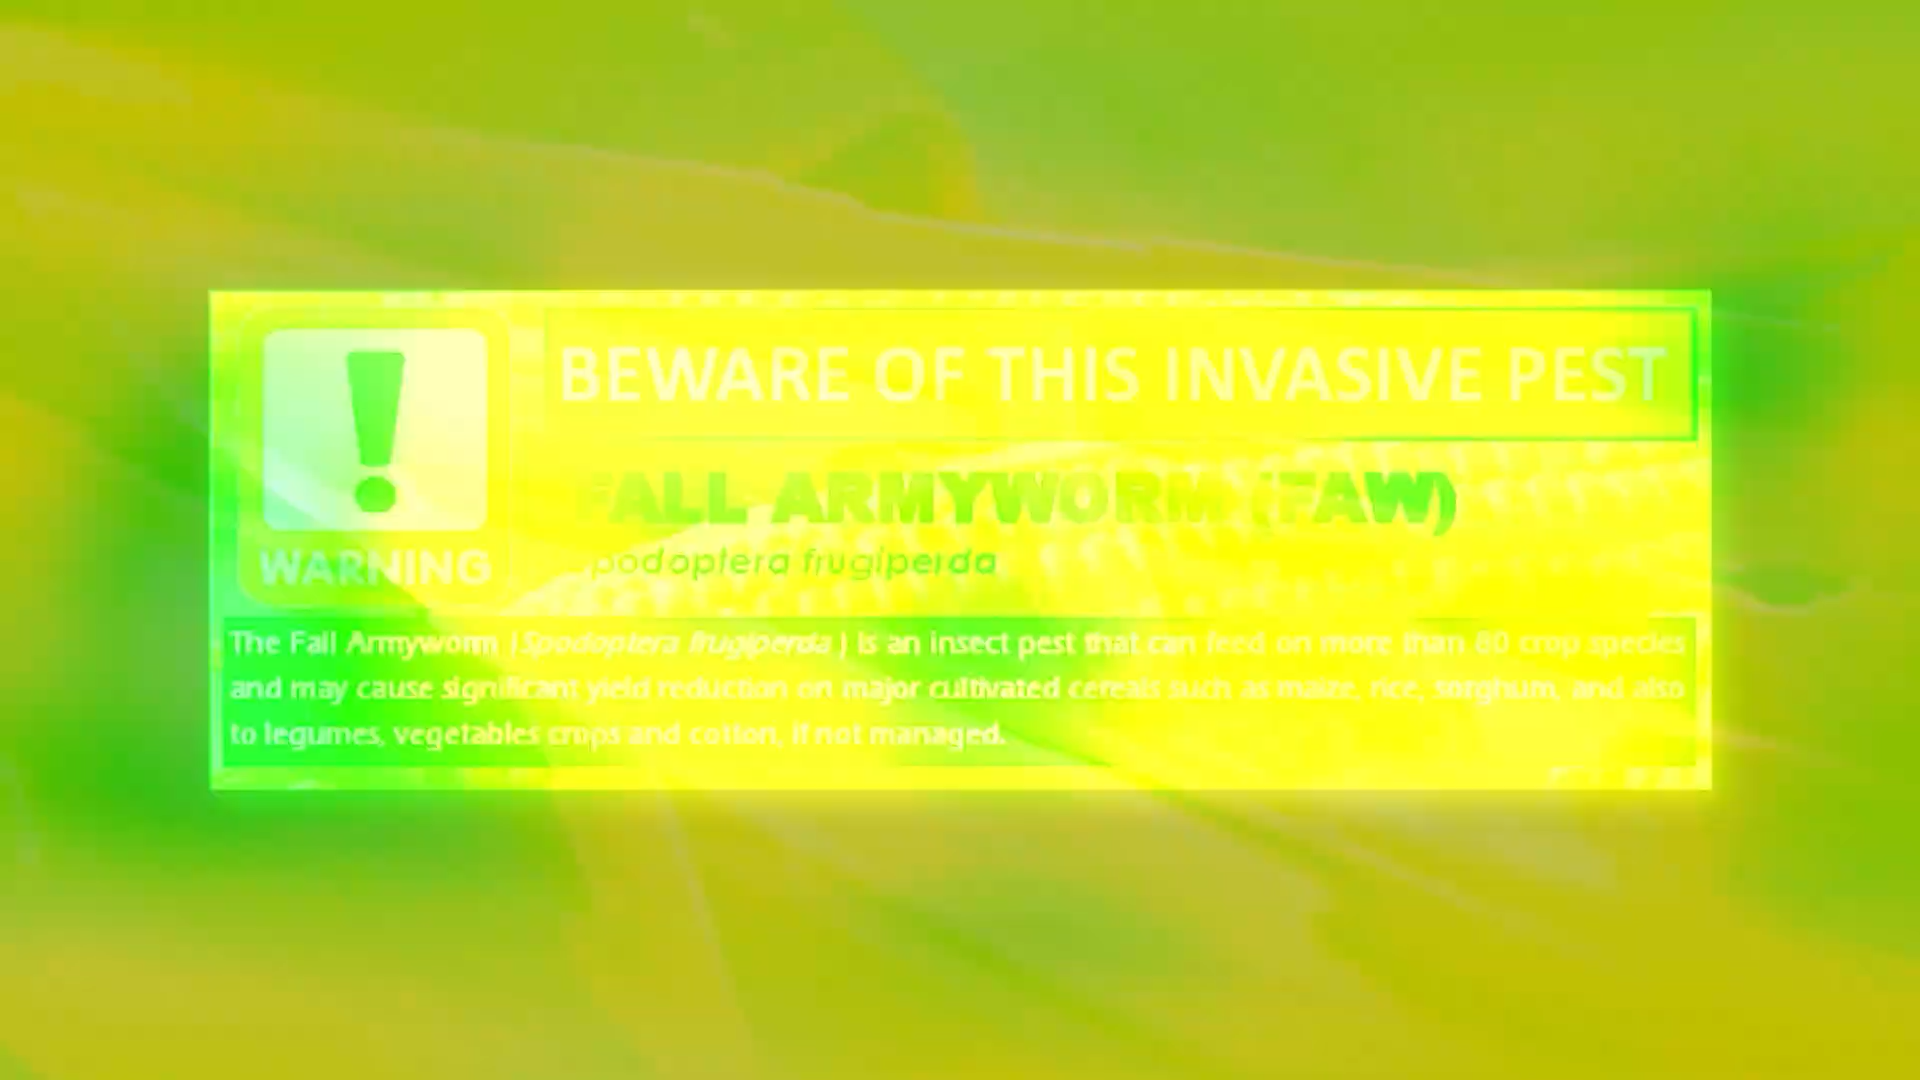 BEWARE OF THIS INVASIVE PEST
FALL ARMYWORM (FAW)
podoptera frugiperda
WARNING
The Fall Armyworm (Spodoptera frugiperda ) is an insect pest that can feed on more than 80 crop species
and may cause significant yield reduction on major cultivated cereals such as maize, rice, sorghum, and also
to legumes, vegetables crops and cotton, if not managed.